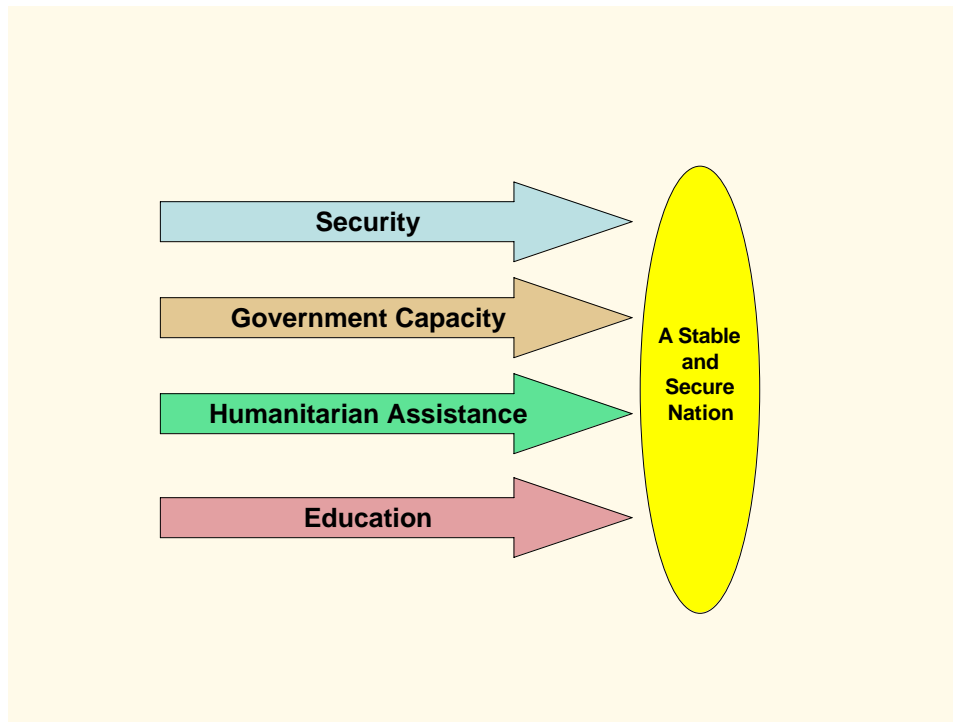 Security
Government Capacity
Humanitarian Assistance
Education
A Stable
and
Secure
Nation